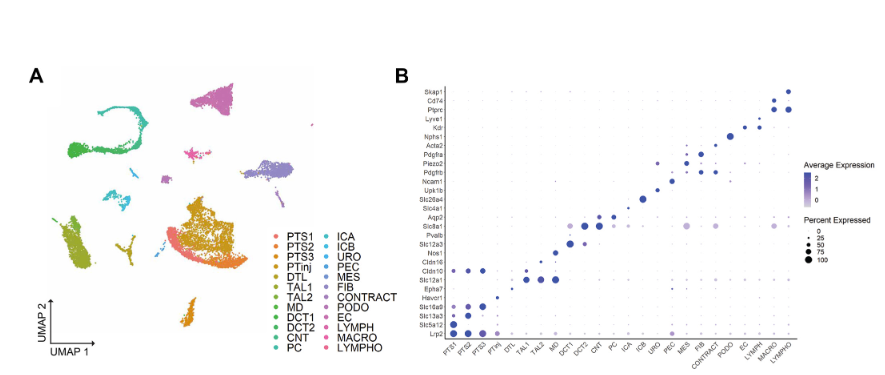 A
PTS1
PTS2
PTS3
PTinj
DTL
TAL1
TAL2
MD
DCT1
DCT2
CNT
PC
ICA
ICB
URO
PEC
MES
FIB
CONTRACT
PODO
EC
LYMPH
MACRO
LYMPHO
UMAP 2
UMAP 1
B
Skap1
Cd74
Ptprc
Lyve1
Kdr
Nphs1
Acta2
Pdgfra
Piezo2
Pdgfrb
Ncam1
Upk1b
Slc26a4
Slc4a1
Aqp2
Slc8a1
Pvalb
Slc12a3
Nos1
Cldn16
Cldn10
Slc12a1
Epha7
Havcr1
Slc16a9
Slc13a3
Slc5a12
Lrp2
PTS1
PTS2
PTS3
PTinj
DTL
TAL1
TAL2
MD
DCT1
DCT2
CNT
PC
ICA
ICB
URO
PEC
MES
FIB
CONTRACT
PODO
EC
LYMPH
MACRO
LYMPHO
Average Expression
2
1
0
Percent Expressed
0
25
50
75
100